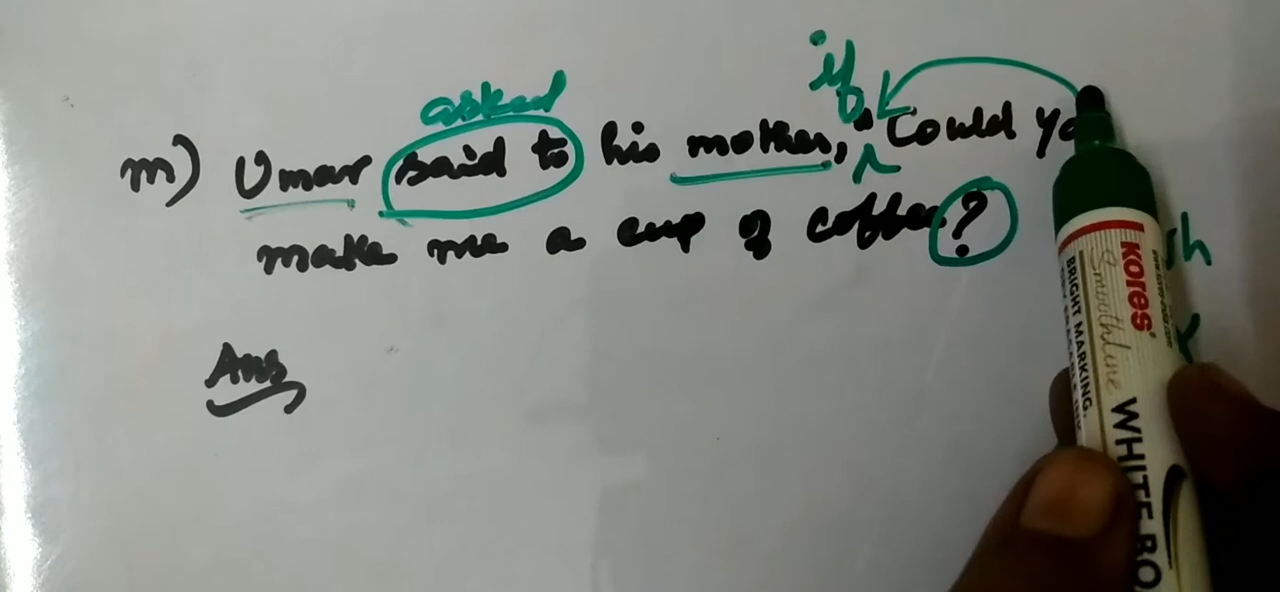 asked if
m) Umar said to his mother, "Could yo
make me a cup of coffee?
sh
Ans
Kores
Smoothline
BRIGHT MARKING,
WHITE BO